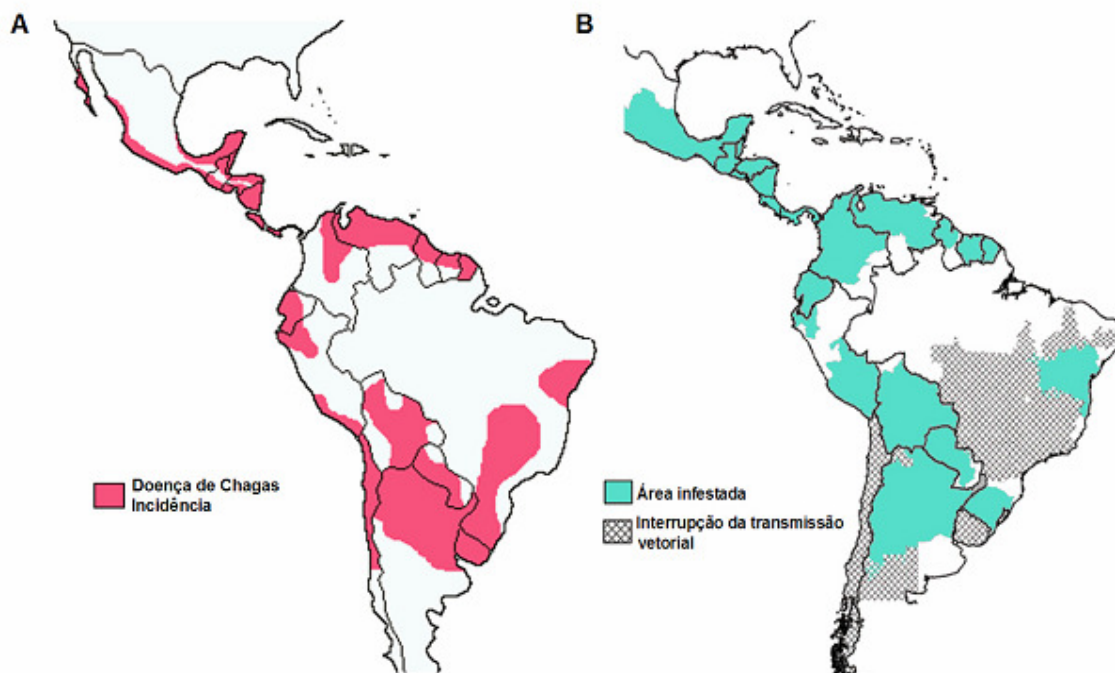 A
B
Doença de Chagas
Incidência
Área infestada
Interrupção da transmissão
vetorial